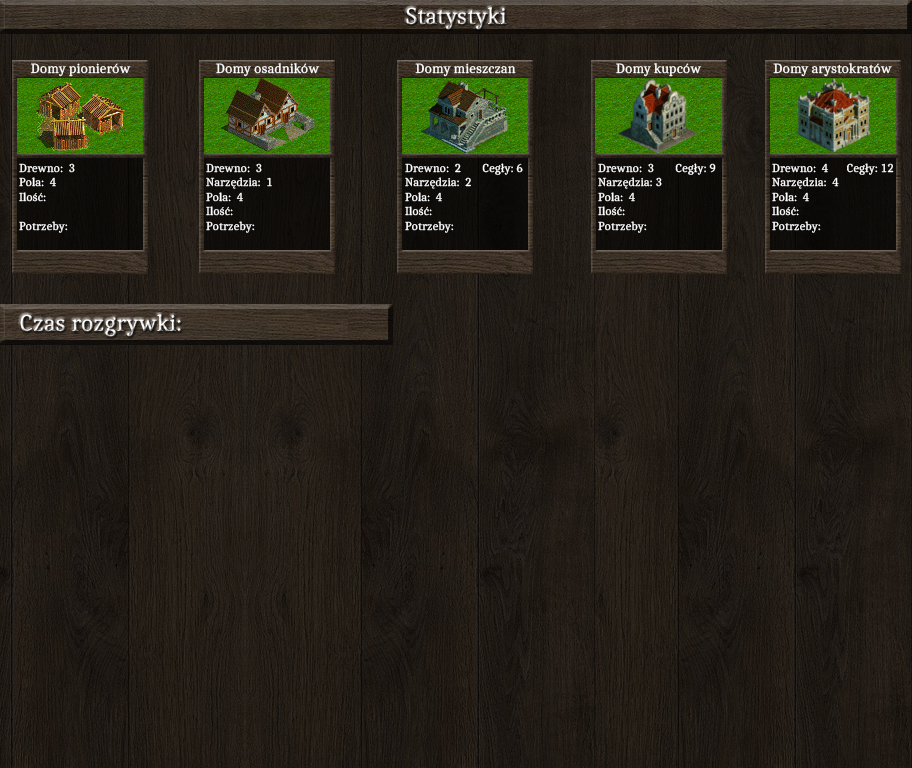 Statystyki
Domy pionierów
Drewno: 3
Pola: 4
Ilość:
Potrzeby:
Domy osadników
Drewno: 3
Narzędzia: 1
Pola: 4
Ilość:
Potrzeby:
Domy mieszczan
Drewno: 2 Cegły: 6
Narzędzia: 2
Pola: 4
Ilość:
Potrzeby:
Domy kupców
Drewno: 3 Cegły: 9
Narzędzia: 3
Pola: 4
Ilość:
Potrzeby:
Domy arystokratów
Drewno: 4 Cegły: 12
Narzędzia: 4
Pola: 4
Ilość:
Potrzeby:
Czas rozgrywki: